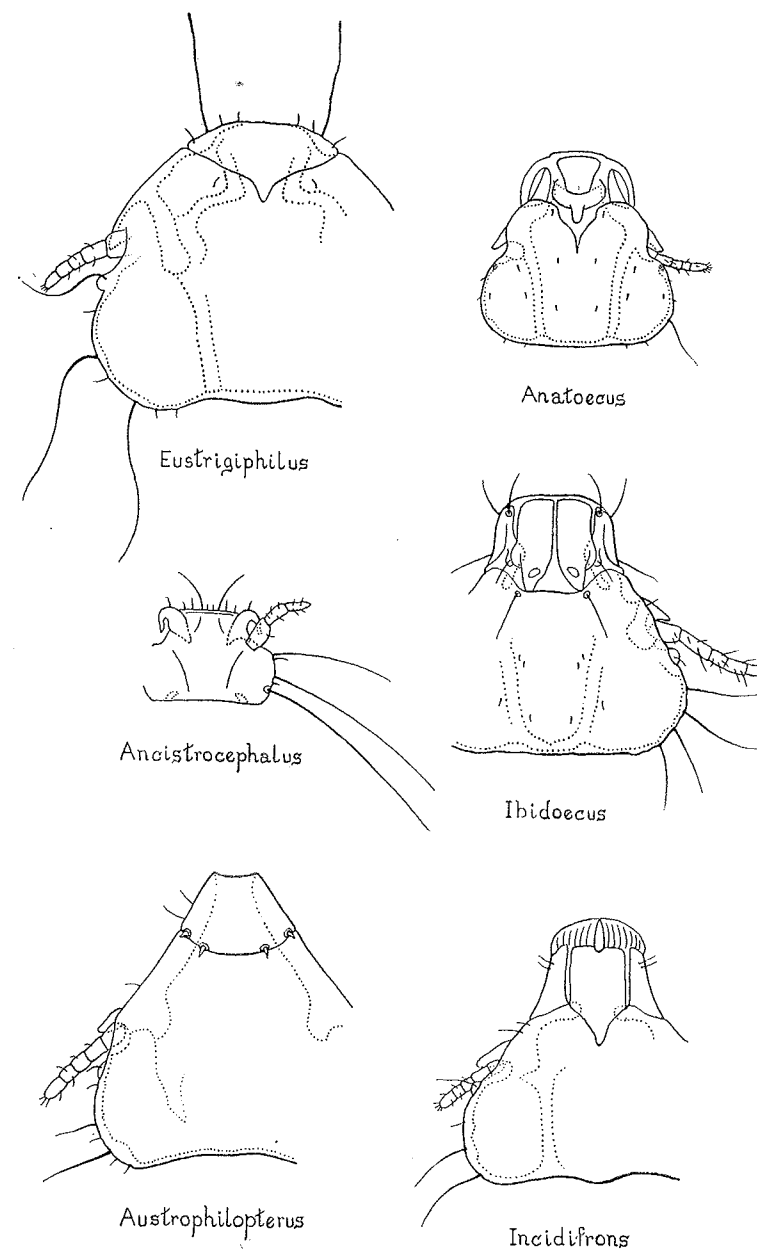 Anatoecus
Eustrigiphilus
Ancistrocephalus
Ibidoecus
Austrophilopterus
Incidifrons